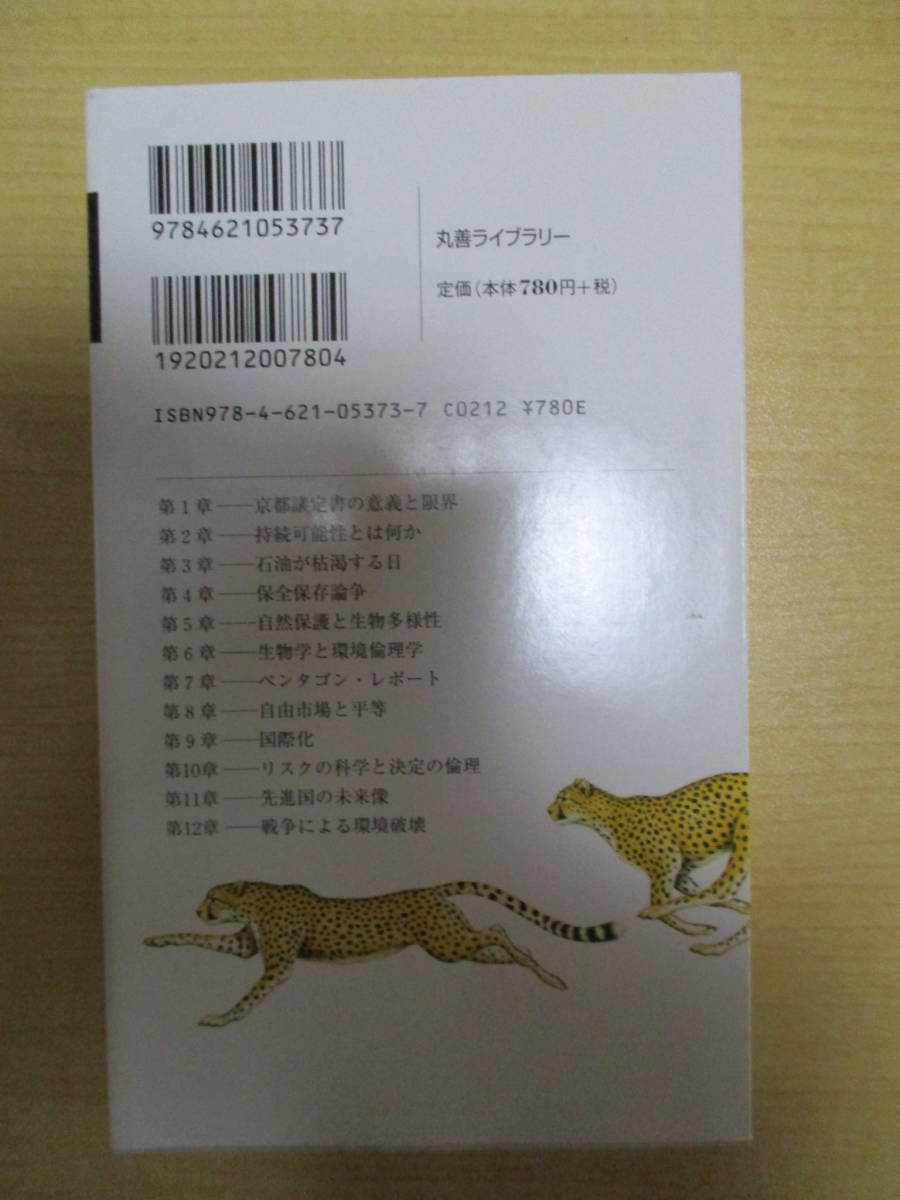 9784621053737
丸善ライブラリー
定価(本体780円+税)
1920212007804
ISBN978-4-621-05373-7 C0212 ¥780E
第1章──京都議定書の意義と限界
第2章──持続可能性とは何か
第3章──石油が枯渇する日
第4章──保全保存論争
第5章──自然保護と生物多様性
第6章──生物学と環境倫理学
第7章──ペンタゴン・レポート
第8章──自由市場と平等
第9章──国際化
第10章──リスクの科学と決定の倫理
第11章──先進国の未来像
第12章──戦争による環境破壊